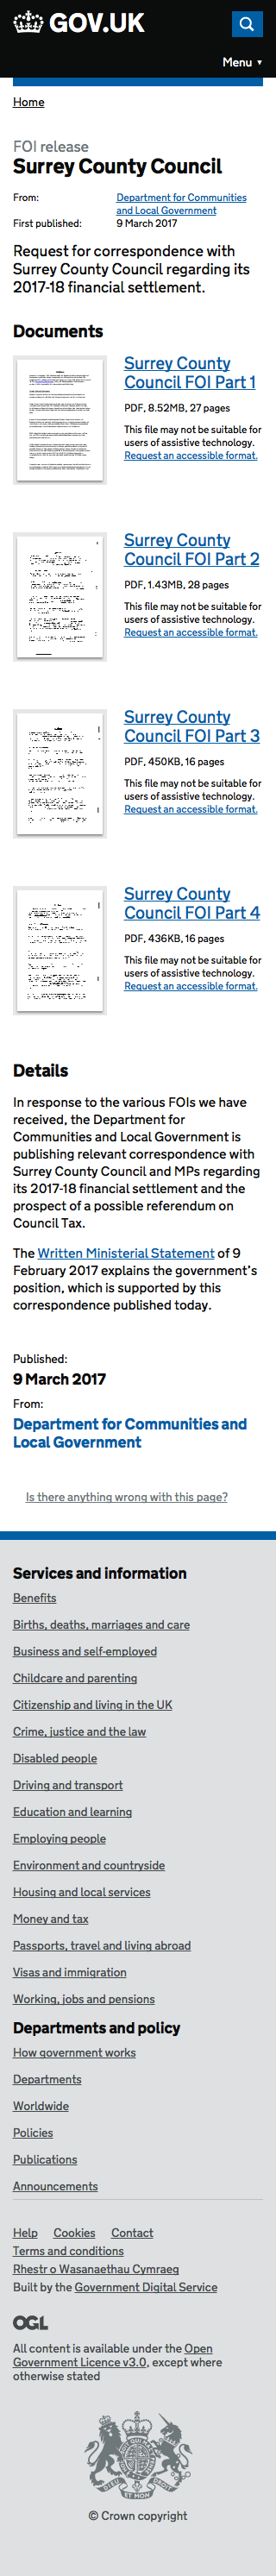 GOV.UK
Menu ▼
Home
FOI release
Surrey County Council
From:
Department for Communities
and Local Government
First published:
9 March 2017
Request for correspondence with
Surrey County Council regarding its
2017-18 financial settlement.
Documents
Surrey County
Council FOI Part 1
PDF, 8.52MB, 27 pages
This file may not be suitable for
users of assistive technology.
Request an accessible format.
Surrey County
Council FOI Part 2
PDF, 1.43MB, 28 pages
This file may not be suitable for
users of assistive technology.
Request an accessible format.
Surrey County
Council FOI Part 3
PDF, 450KB, 16 pages
This file may not be suitable for
users of assistive technology.
Request an accessible format.
Surrey County
Council FOI Part 4
PDF, 436KB, 16 pages
This file may not be suitable for
users of assistive technology.
Request an accessible format.
Details
In response to the various FOIs we have
received, the Department for
Communities and Local Government is
publishing relevant correspondence with
Surrey County Council and MPs regarding
its 2017-18 financial settlement and the
prospect of a possible referendum on
Council Tax.
The Written Ministerial Statement of 9
February 2017 explains the government's
position, which is supported by this
correspondence published today.
Published:
9 March 2017
From:
Department for Communities and
Local Government
Is there anything wrong with this page?
Services and information
Benefits
Births, deaths, marriages and care
Business and self-employed
Childcare and parenting
Citizenship and living in the UK
Crime, justice and the law
Disabled people
Driving and transport
Education and learning
Employing people
Environment and countryside
Housing and local services
Money and tax
Passports, travel and living abroad
Visas and immigration
Working, jobs and pensions
Departments and policy
How government works
Departments
Worldwide
Policies
Publications
Announcements
Help Cookies Contact
Terms and conditions
Rhestr o Wasanaethau Cymraeg
Built by the Government Digital Service
OGL
All content is available under the Open
Government Licence v3.0, except where
otherwise stated
© Crown copyright